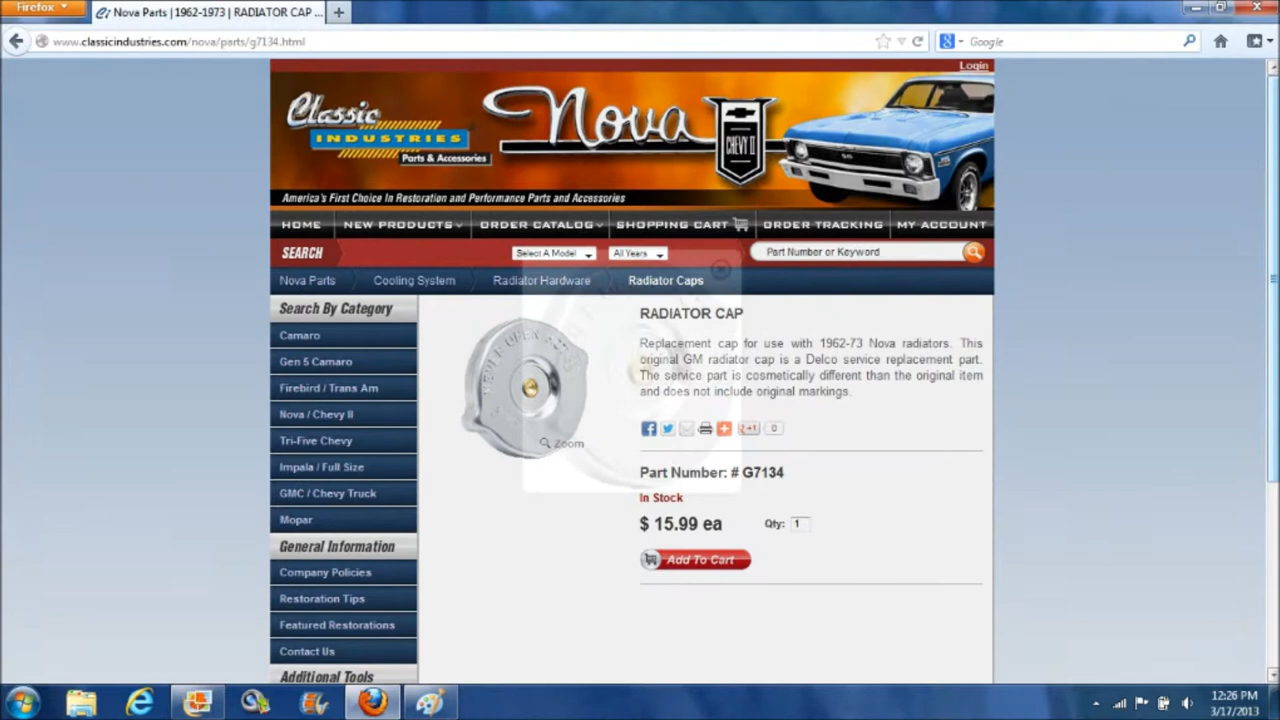 Firefox
Nova Parts | 1962-1973 | RADIATOR CAP ...
www.classicindustries.com/nova/parts/g7134.html
Google
Login
Classic
INDUSTRIES
Parts & Accessories
Nova
CHEVY II
SS
America's First Choice In Restoration and Performance Parts and Accessories
HOME NEW PRODUCTS ORDER CATALOG SHOPPING CART ORDER TRACKING MY ACCOUNT
SEARCH Select A Model All Years Part Number or Keyword
Nova Parts Cooling System Radiator Hardware Radiator Caps
Search By Category
Camaro
Gen 5 Camaro
Firebird / Trans Am
Nova / Chevy II
Tri-Five Chevy
Impala / Full Size
GMC / Chevy Truck
Mopar
General Information
Company Policies
Restoration Tips
Featured Restorations
Contact Us
Additional Tools
Zoom
RADIATOR CAP
Replacement cap for use with 1962-73 Nova radiators. This
original GM radiator cap is a Delco service replacement part.
The service part is cosmetically different than the original item
and does not include original markings.
+1 0
Part Number: # G7134
In Stock
$ 15.99 ea Qty: 1
Add To Cart
12:26 PM
3/17/2013